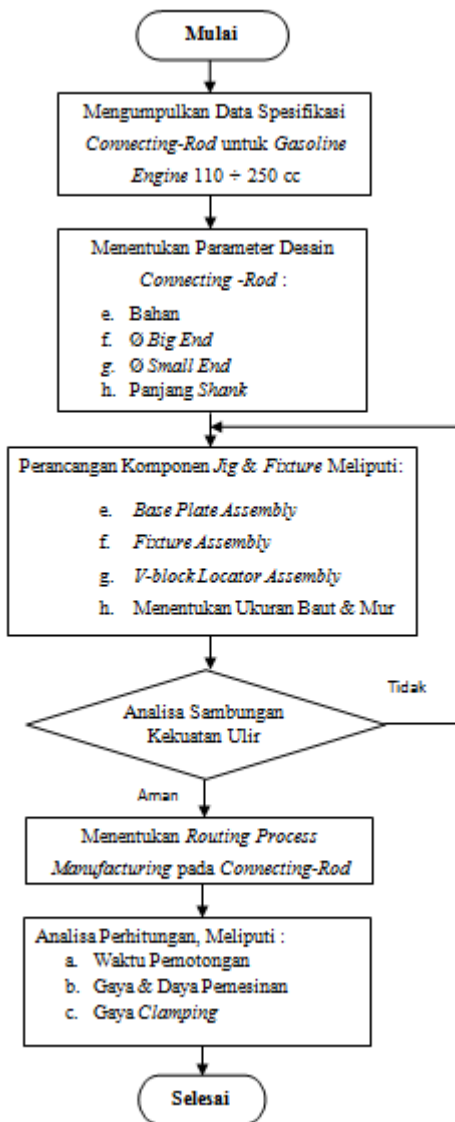 Mulai
Mengumpulkan Data Spesifikasi
Connecting-Rod untuk Gasoline
Engine 110 ÷ 250 cc
Menentukan Parameter Desain
Connecting -Rod :
e. Bahan
f. Ø Big End
g. Ø Small End
h. Panjang Shank
Perancangan Komponen Jig & Fixture Meliputi:
e. Base Plate Assembly
f. Fixture Assembly
g. V-block Locator Assembly
h. Menentukan Ukuran Baut & Mur
Tidak
Analisa Sambungan
Kekuatan Ulir
Aman
Menentukan Routing Process
Manufacturing pada Connecting-Rod
Analisa Perhitungan, Meliputi :
a. Waktu Pemotongan
b. Gaya & Daya Pemesinan
c. Gaya Clamping
Selesai